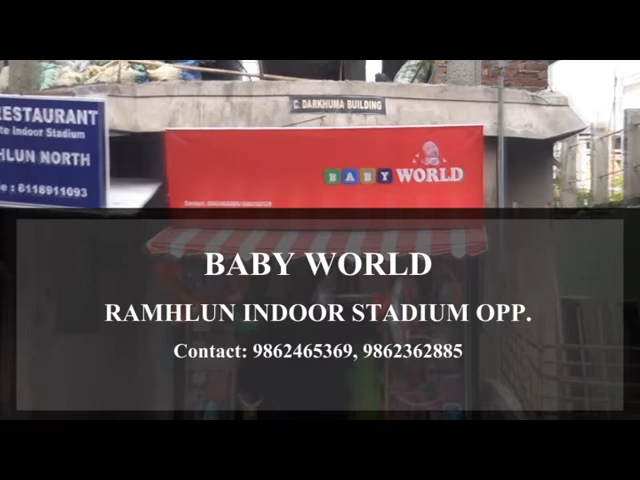 C. DARKHUMA BUILDING
RESTAURANT
te Indoor Stadium
HLUN NORTH
e : 8118911093
BABY WORLD
BABY WORLD
RAMHLUN INDOOR STADIUM OPP.
Contact: 9862465369, 9862362885